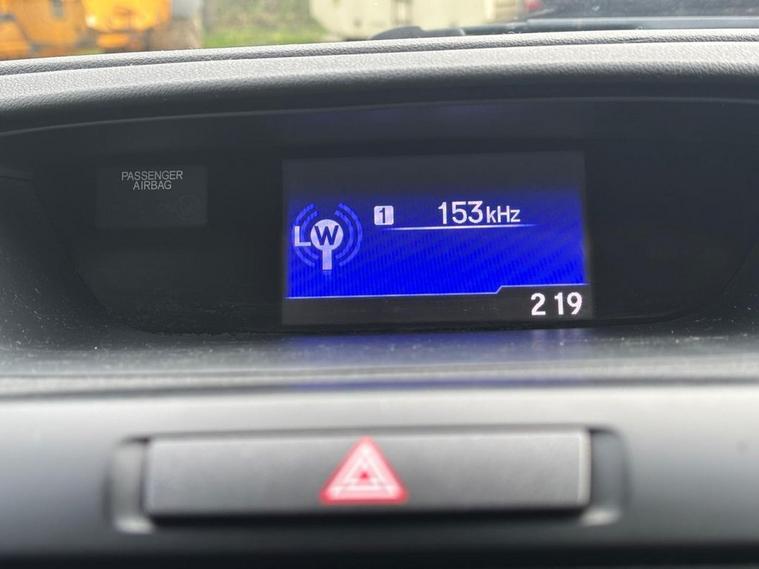 PASSENGER
AIRBAG
LW
1 153kHz
2 19